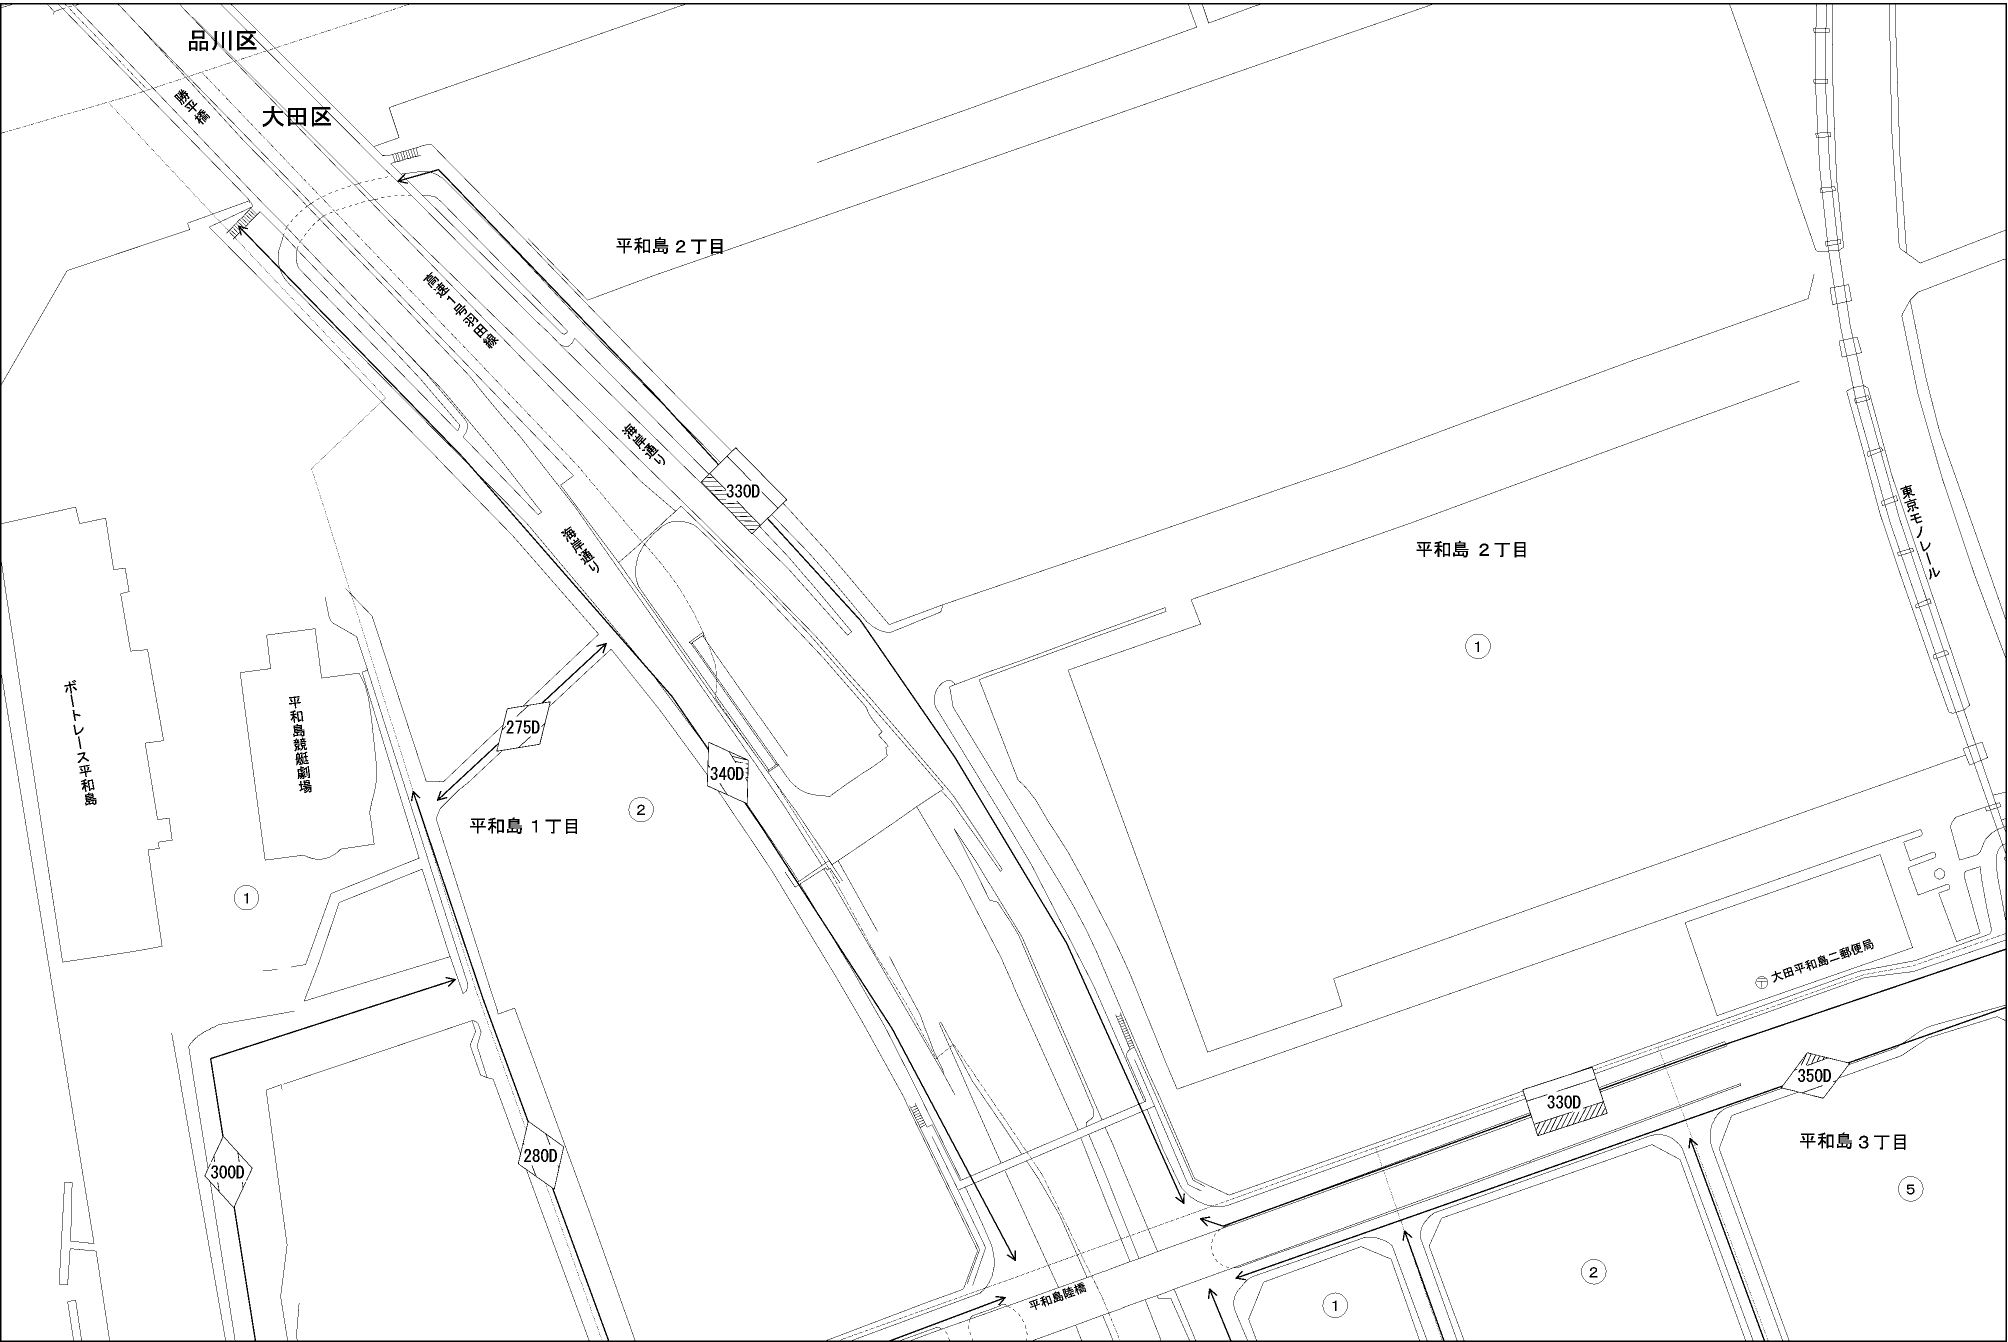 品川区
勝平橋
大田区
平和島２丁目
高速１号羽田線
海岸通り
330D
海岸通り
平和島 ２丁目
東京モノレール
1
ボートレース平和島
平和島競艇劇場
275D
340D
2
平和島１丁目
1
大田平和島二郵便局
330D
350D
平和島３丁目
300D
280D
5
2
平和島陸橋
1